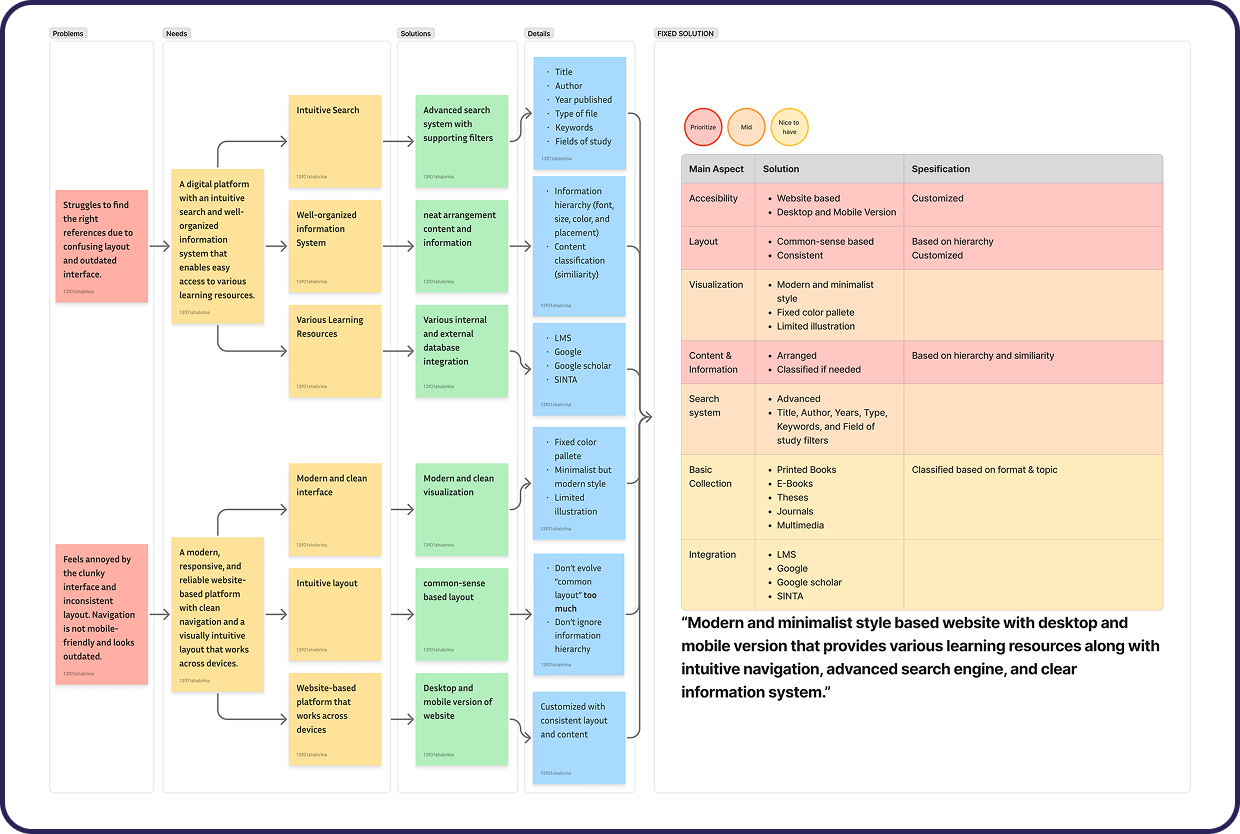 Problems
Needs
Solutions
Details
FIXED SOLUTION
Struggles to find
the right
references due to
confusing layout
and outdated
interface.
13f01shabrina
Feels annoyed by
the clunky
interface and
inconsistent
layout. Navigation
is not mobile-
friendly and looks
outdated.
13f01shabrina
A digital platform
with an intuitive
search and well-
organized
information
system that
enables easy
access to various
learning resources.
13f01shabrina
A modern,
responsive, and
reliable website-
based platform
with clean
navigation and a
visually intuitive
layout that works
across devices.
13f01shabrina
Intuitive Search
13f01shabrina
Well-organized
information
System
13f01shabrina
Various Learning
Resources
13f01shabrina
Modern and clean
interface
13f01shabrina
Intuitive layout
13f01shabrina
Website-based
platform that
works across
devices
13f01shabrina
Advanced search
system with
supporting filters
13f01shabrina
neat arrangement
content and
information
13f01shabrina
Various internal
and external
database
integration
13f01shabrina
Modern and clean
visualization
13f01shabrina
common-sense
based layout
13f01shabrina
Desktop and
mobile version of
website
13f01shabrina
· Title
· Author
· Year published
· Type of file
· Keywords
· Fields of study
13f01shabrina
· Information
hierarchy (font,
size, color, and
placement)
· Content
classification
(similiarity)
13f01shabrina
· LMS
· Google
· Google scholar
· SINTA
13f01shabrina
· Fixed color
pallete
· Minimalist but
modern style
· Limited
illustration
13f01shabrina
· Don't evolve
"common
layout" too
much
· Don't ignore
information
hierarchy
13f01shabrina
Customized with
consistent layout
and content
13f01shabrina
Prioritize
Mid
Nice to
have
Main Aspect Solution Spesification
Accesibility • Website based Customized
• Desktop and Mobile Version
Layout • Common-sense based Based on hierarchy
• Consistent Customized
Visualization • Modern and minimalist
style
• Fixed color pallete
• Limited illustration
Content & • Arranged Based on hierarchy and similiarity
Information • Classified if needed
Search • Advanced
system • Title, Author, Years, Type,
Keywords, and Field of
study filters
Basic • Printed Books Classified based on format & topic
Collection • E-Books
• Theses
• Journals
• Multimedia
Integration • LMS
• Google
• Google scholar
• SINTA
“Modern and minimalist style based website with desktop and
mobile version that provides various learning resources along with
intuitive navigation, advanced search engine, and clear
information system.”